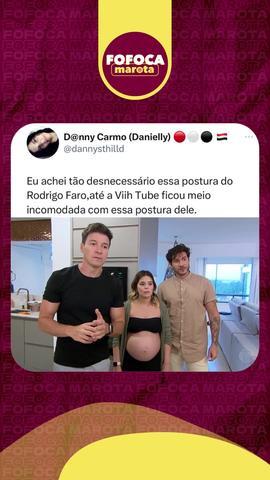 FOFOCA
marota
D@nny Carmo (Danielly) 🔴⚪⚫ 🇾🇪 ...
@dannysthilld
Eu achei tão desnecessário essa postura do
Rodrigo Faro,até a Viih Tube ficou meio
incomodada com essa postura dele.